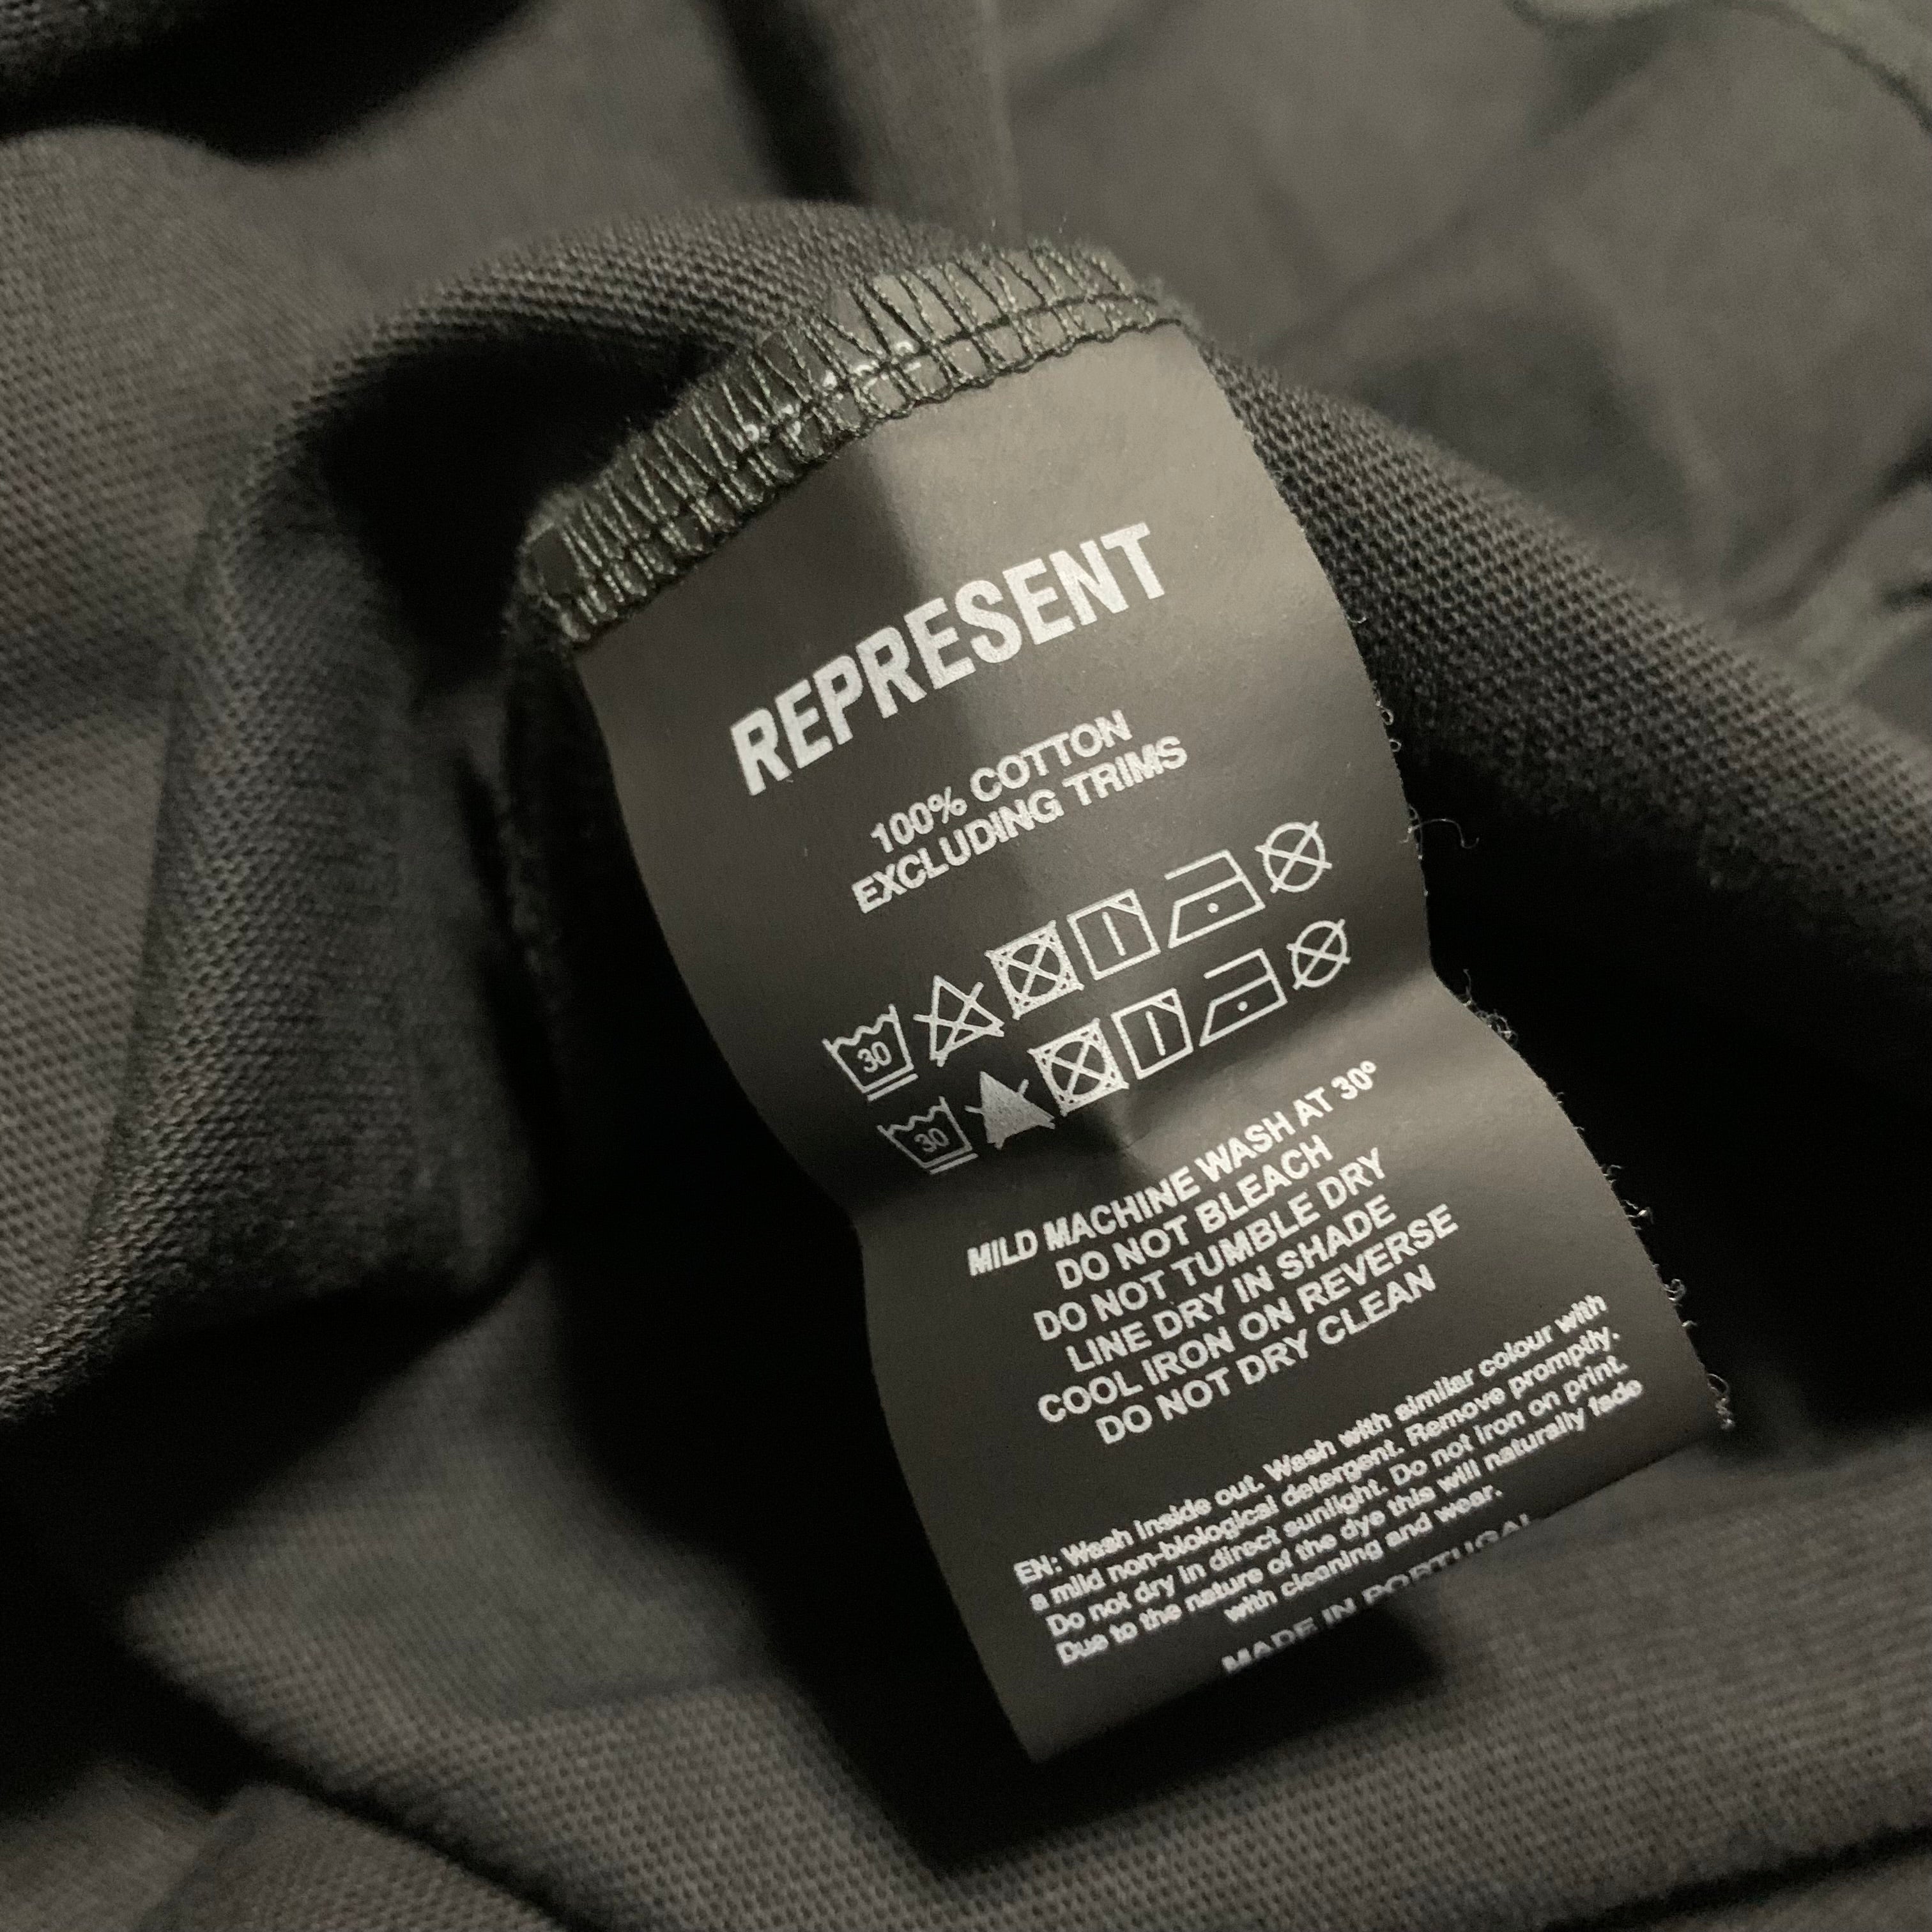 REPRESENT
100% COTTON
EXCLUDING TRIMS
30
30
MILD MACHINE WASH AT 30°
DO NOT BLEACH
DO NOT TUMBLE DRY
LINE DRY IN SHADE
COOL IRON ON REVERSE
DO NOT DRY CLEAN
EN: Wash inside out. Wash with similar colour with
a mild non-biological detergent. Remove promptly.
Do not dry in direct sunlight. Do not iron on print.
Due to the nature of the dye this will naturally fade
with cleaning and wear.
MADE IN PORTUGAL